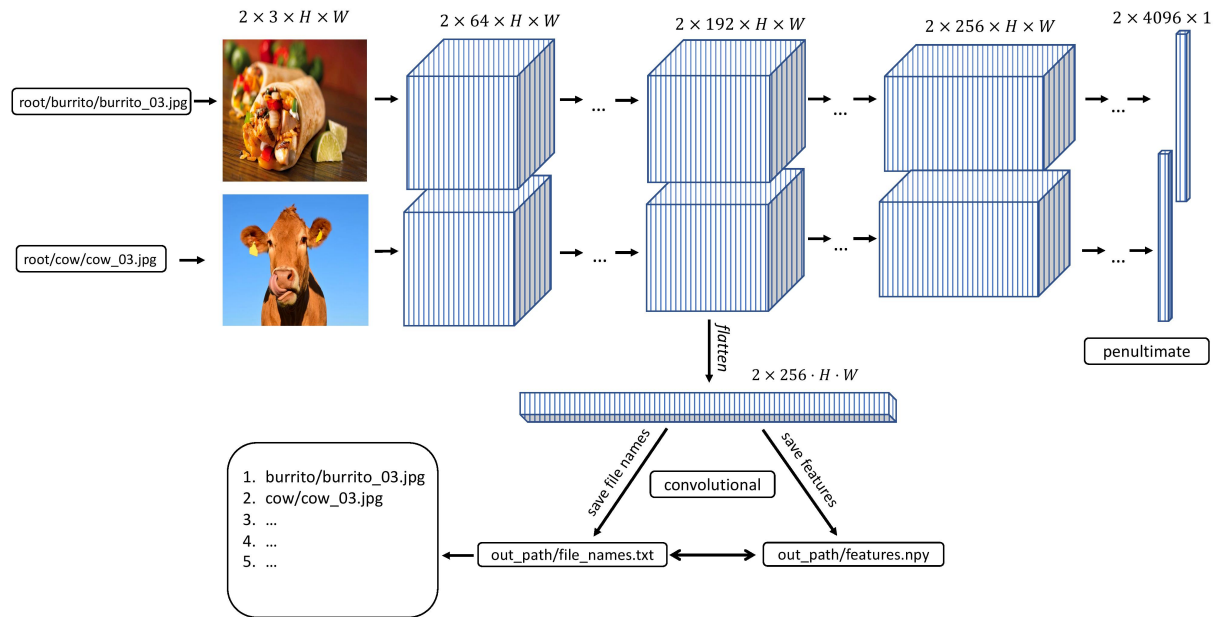 2 × 3 × H × W
2 × 64 × H × W
2 × 192 × H × W
2 × 256 × H × W
2 × 4096 × 1
root/burrito/burrito_03.jpg
...
...
...
...
root/cow/cow_03.jpg
...
...
...
...
penultimate
flatten
2 × 256 · H · W
save file names
save features
convolutional
1. burrito/burrito_03.jpg
2. cow/cow_03.jpg
3. ...
4. ...
5. ...
out_path/file_names.txt
out_path/features.npy